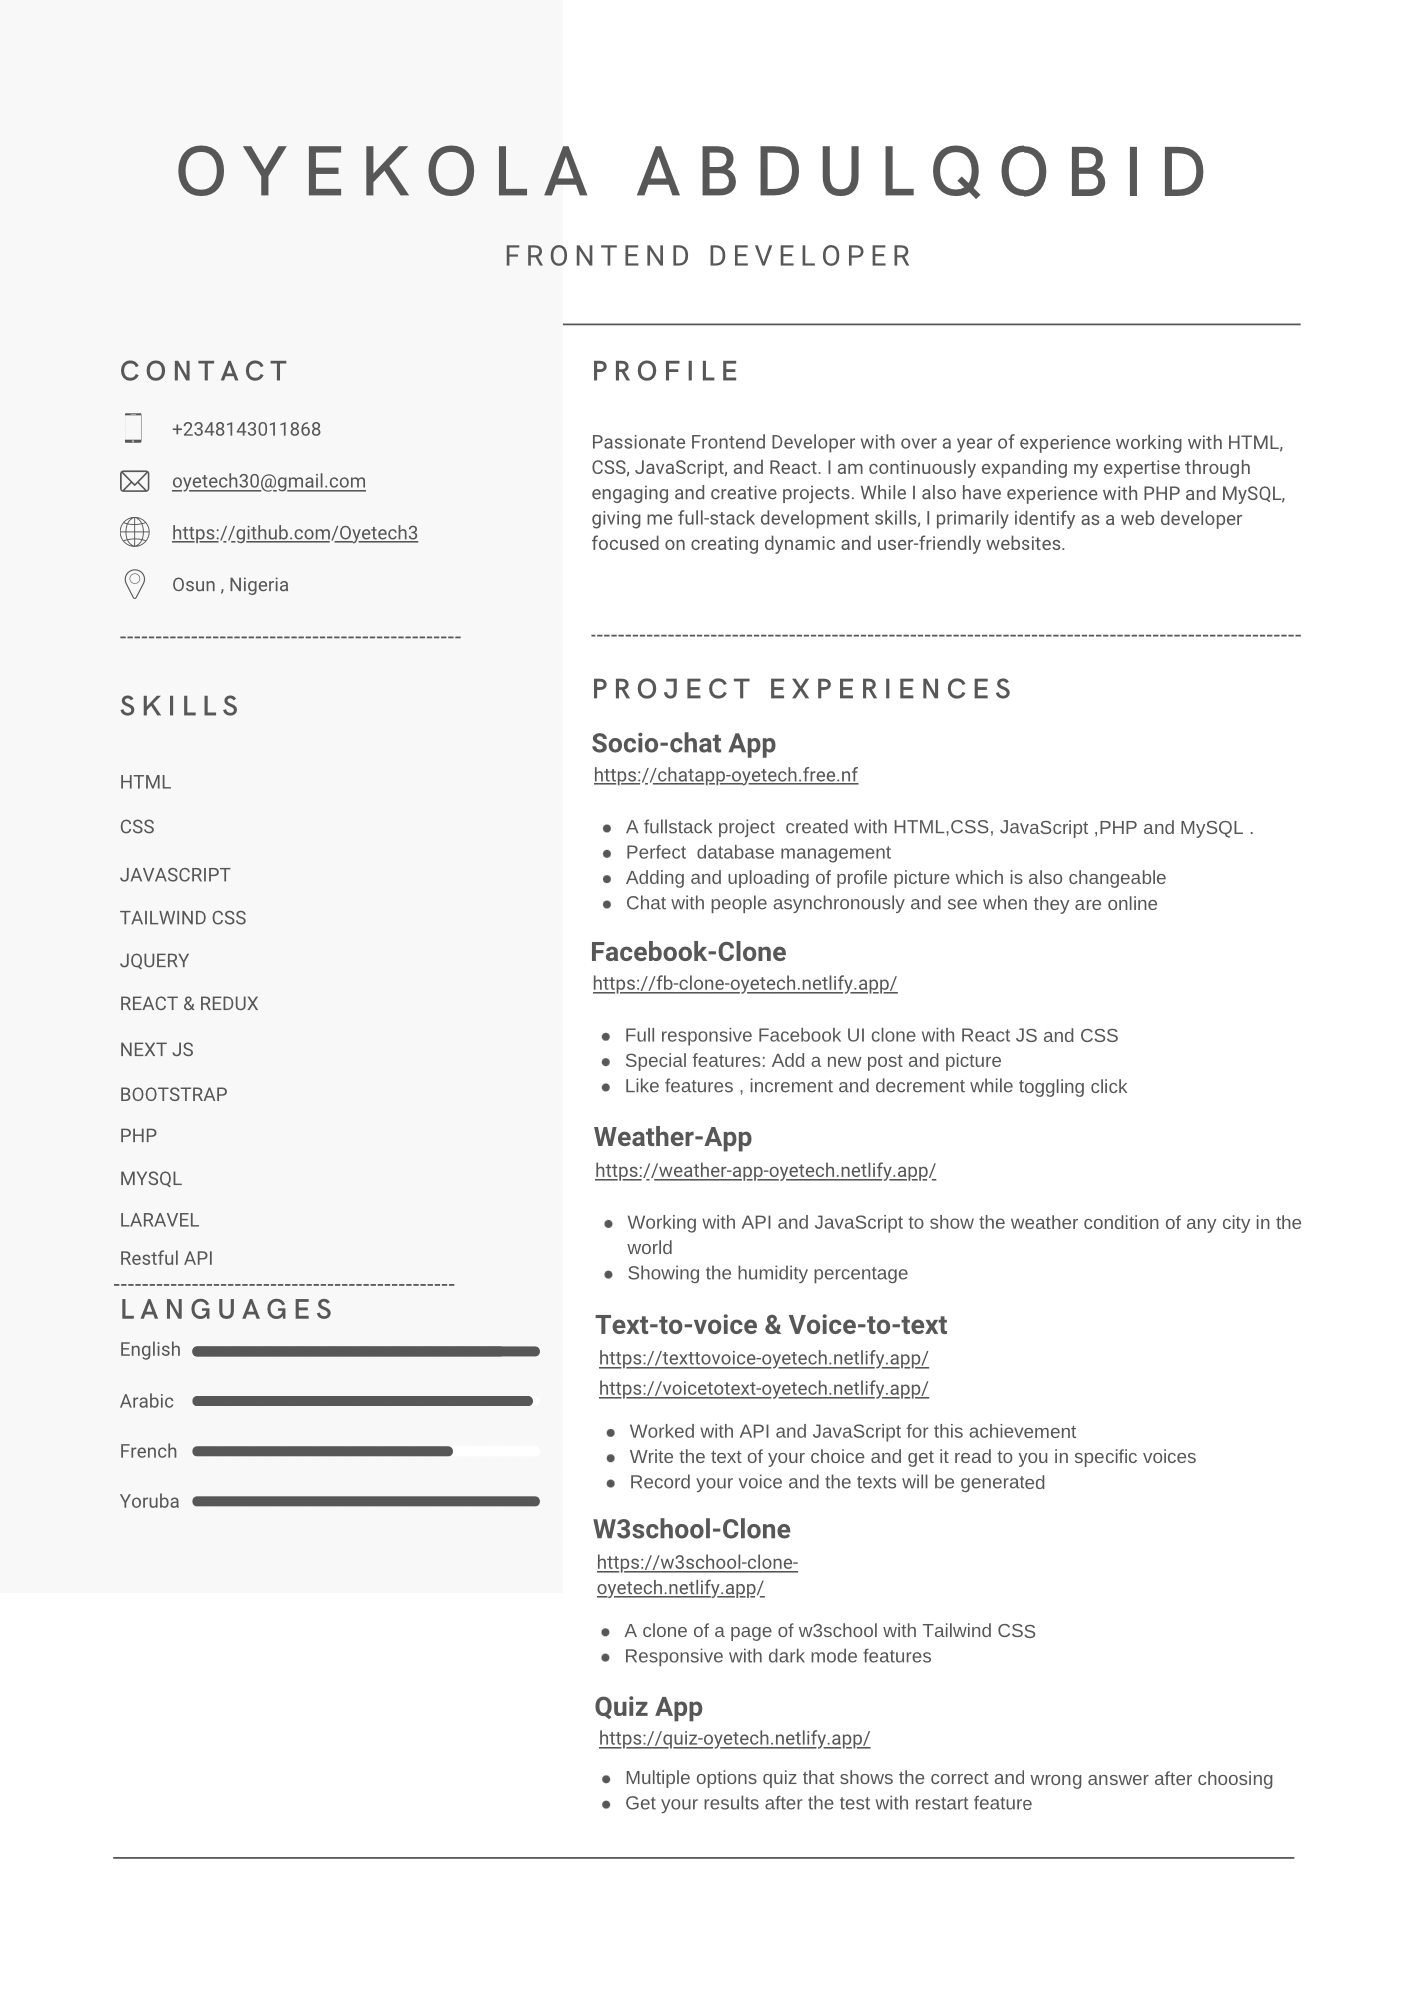 OYEKOLA ABDULQOBID
FRONTEND DEVELOPER
CONTACT
+2348143011868
oyetech30@gmail.com
https://github.com/Oyetech3
Osun , Nigeria
SKILLS
HTML
CSS
JAVASCRIPT
TAILWIND CSS
JQUERY
REACT & REDUX
NEXT JS
BOOTSTRAP
PHP
MYSQL
LARAVEL
Restful API
LANGUAGES
English
Arabic
French
Yoruba
PROFILE
Passionate Frontend Developer with over a year of experience working with HTML,
CSS, JavaScript, and React. I am continuously expanding my expertise through
engaging and creative projects. While I also have experience with PHP and MySQL,
giving me full-stack development skills, I primarily identify as a web developer
focused on creating dynamic and user-friendly websites.
PROJECT EXPERIENCES
Socio-chat App
https://chatapp-oyetech.free.nf
● A fullstack project  created with HTML,CSS, JavaScript ,PHP and MySQL .
● Perfect  database management
● Adding and uploading of profile picture which is also changeable
● Chat with people asynchronously and see when they are online
Facebook-Clone
https://fb-clone-oyetech.netlify.app/
● Full responsive Facebook UI clone with React JS and CSS
● Special features: Add a new post and picture
● Like features , increment and decrement while toggling click
Weather-App
https://weather-app-oyetech.netlify.app/
● Working with API and JavaScript to show the weather condition of any city in the
world
● Showing the humidity percentage
Text-to-voice & Voice-to-text
https://texttovoice-oyetech.netlify.app/
https://voicetotext-oyetech.netlify.app/
● Worked with API and JavaScript for this achievement
● Write the text of your choice and get it read to you in specific voices
● Record your voice and the texts will be generated
W3school-Clone
https://w3school-clone-
oyetech.netlify.app/
● A clone of a page of w3school with Tailwind CSS
● Responsive with dark mode features
Quiz App
https://quiz-oyetech.netlify.app/
● Multiple options quiz that shows the correct and wrong answer after choosing
● Get your results after the test with restart feature